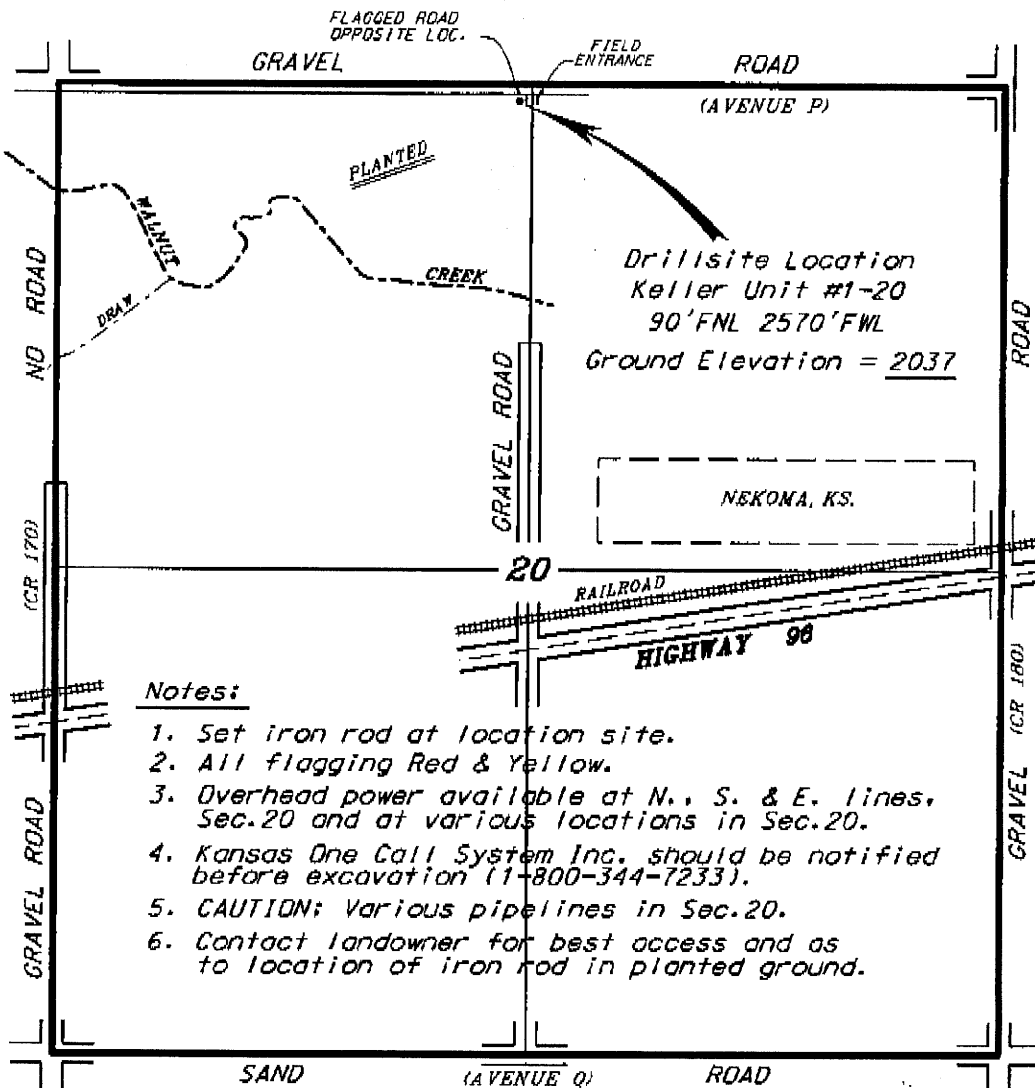 FLAGGED ROAD
OPPOSITE LOC.
FIELD
ENTRANCE
GRAVEL
ROAD
(AVENUE P)
PLANTED
WALNUT
CREEK
DRAW
NO ROAD
Drillsite Location
Keller Unit #1-20
90'FNL 2570'FWL
Ground Elevation = 2037
ROAD
GRAVEL ROAD
NEKOMA, KS.
(CR 170)
20
RAILROAD
HIGHWAY 96
GRAVEL (CR 180)
GRAVEL ROAD
Notes:
1. Set iron rod at location site.
2. All flagging Red & Yellow.
3. Overhead power available at N., S. & E. lines,
Sec.20 and at various locations in Sec.20.
4. Kansas One Call System Inc. should be notified
before excavation (1-800-344-7233).
5. CAUTION: Various pipelines in Sec.20.
6. Contact landowner for best access and as
to location of iron rod in planted ground.
SAND
(AVENUE Q)
ROAD